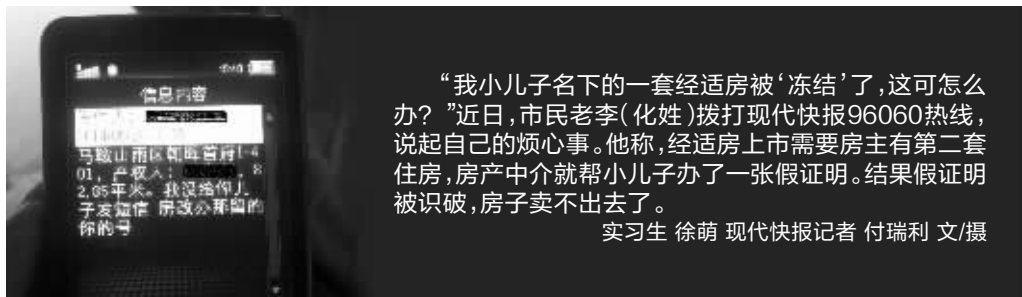 信息内容
马鞍山雨区
01，产权人：
2.05平米。我没给你儿
子发短信 房改办那留的
你的号
“我小儿子名下的一套经适房被‘冻结’了，这可怎么
办？”近日，市民老李(化姓)拨打现代快报96060热线，
说起自己的烦心事。他称，经适房上市需要房主有第二套
住房，房产中介就帮小儿子办了一张假证明。结果假证明
被识破，房子卖不出去了。
实习生 徐萌 现代快报记者 付瑞利 文/摄